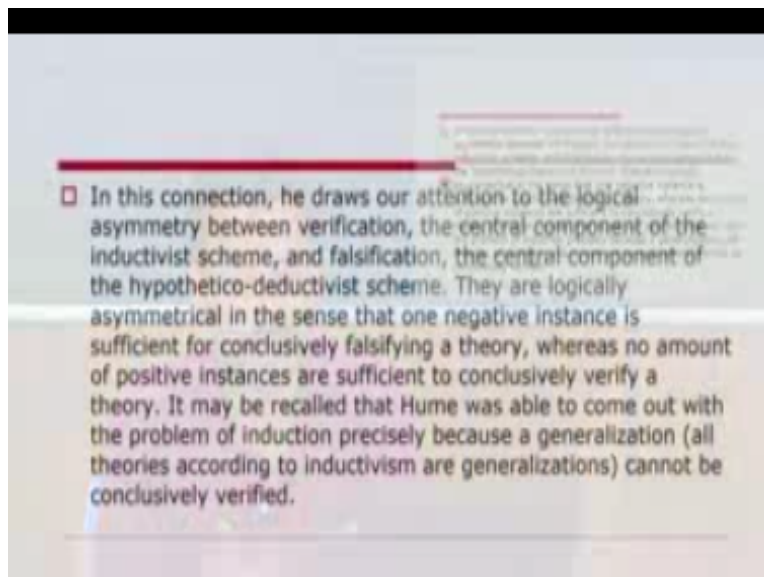 In this connection, he draws our attention to the logical
asymmetry between verification, the central component of the
inductivist scheme, and falsification, the central component of
the hypothetico-deductivist scheme. They are logically
asymmetrical in the sense that one negative instance is
sufficient for conclusively falsifying a theory, whereas no amount
of positive instances are sufficient to conclusively verify a
theory. It may be recalled that Hume was able to come out with
the problem of induction precisely because a generalization (all
theories according to inductivism are generalizations) cannot be
conclusively verified.